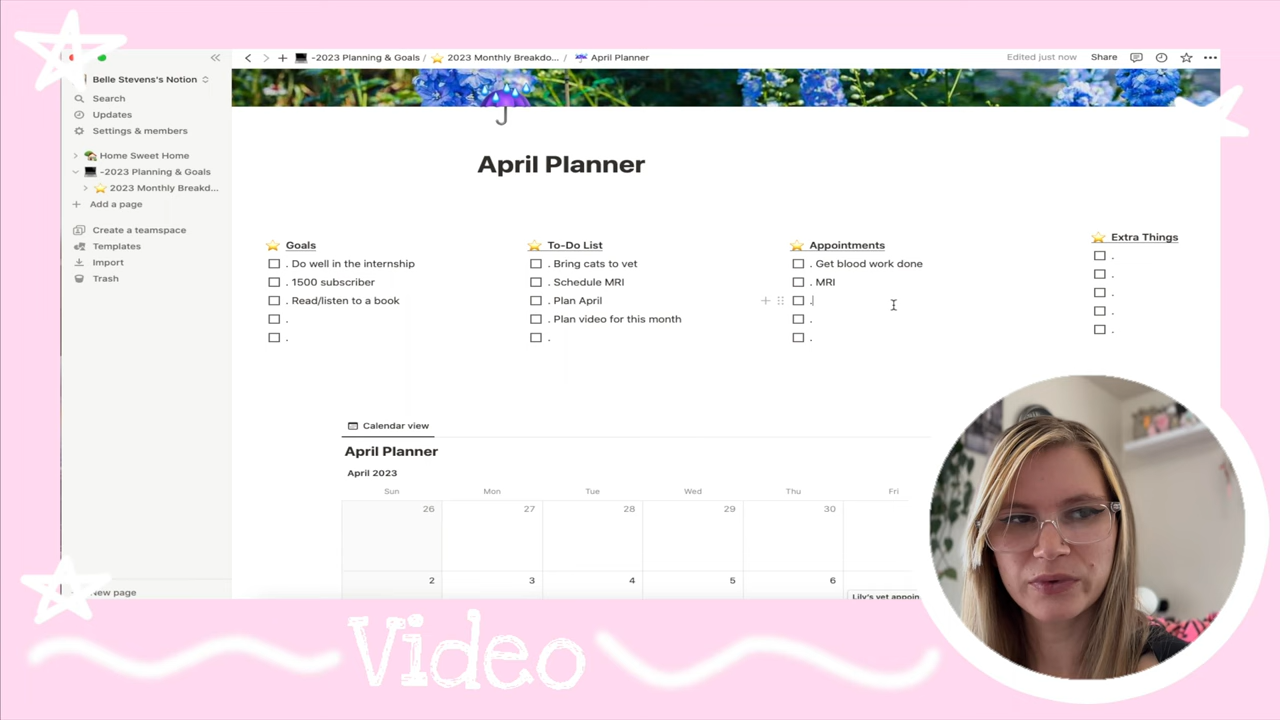 -2023 Planning & Goals / 2023 Monthly Breakdo... / April Planner
Edited just now Share
Belle Stevens's Notion
Search
Updates
Settings & members
Home Sweet Home
-2023 Planning & Goals
2023 Monthly Breakd...
Add a page
Create a teamspace
Templates
Import
Trash
New page
April Planner
Goals
. Do well in the internship
. 1500 subscriber
. Read/listen to a book
.
.
To-Do List
. Bring cats to vet
. Schedule MRI
. Plan April
. Plan video for this month
.
Appointments
. Get blood work done
. MRI
.
.
.
Extra Things
.
.
.
.
.
Calendar view
April Planner
April 2023
Sun Mon Tue Wed Thu Fri
26 27 28 29 30
2 3 4 5 6
Lily's vet appoin
Video